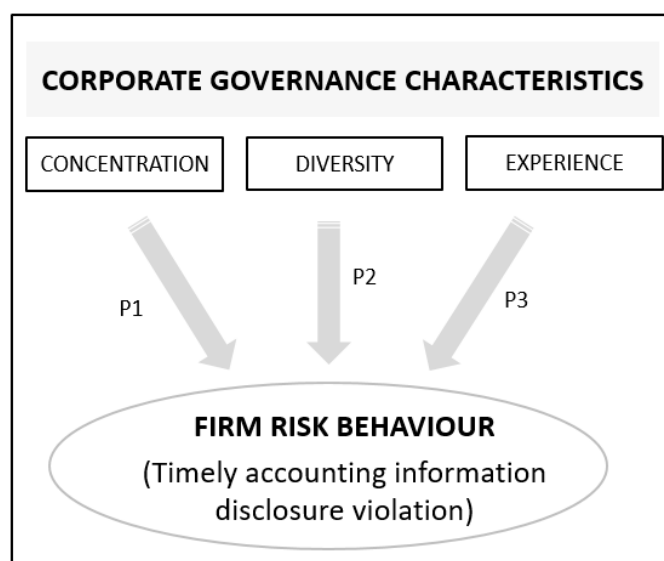 CORPORATE GOVERNANCE CHARACTERISTICS
CONCENTRATION
DIVERSITY
EXPERIENCE
P1
P2
P3
FIRM RISK BEHAVIOUR
(Timely accounting information
disclosure violation)